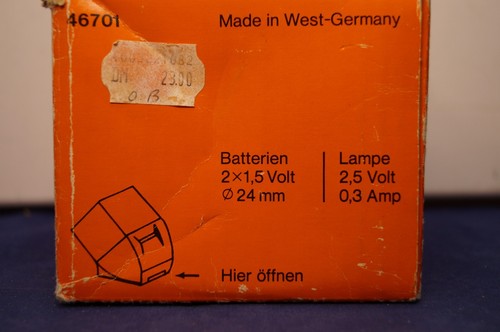 46701
Made in West-Germany
DM 23.00
O B
Batterien
2×1,5 Volt
Ø 24 mm
Lampe
2,5 Volt
0,3 Amp
Hier öffnen